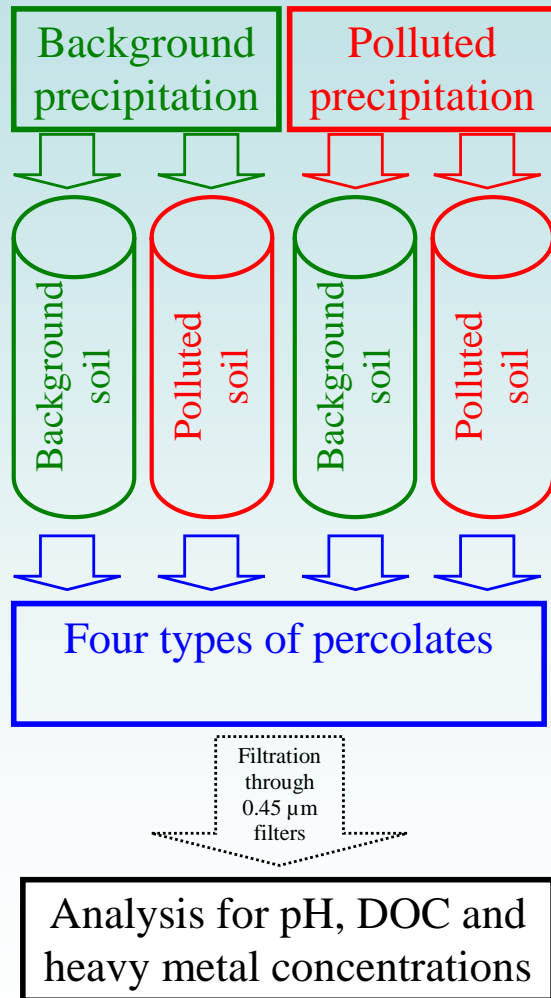 Background
precipitation
Polluted
precipitation
Background
soil
Polluted
soil
Background
soil
Polluted
soil
Four types of percolates
Filtration
through
0.45 µm
filters
Analysis for pH, DOC and
heavy metal concentrations